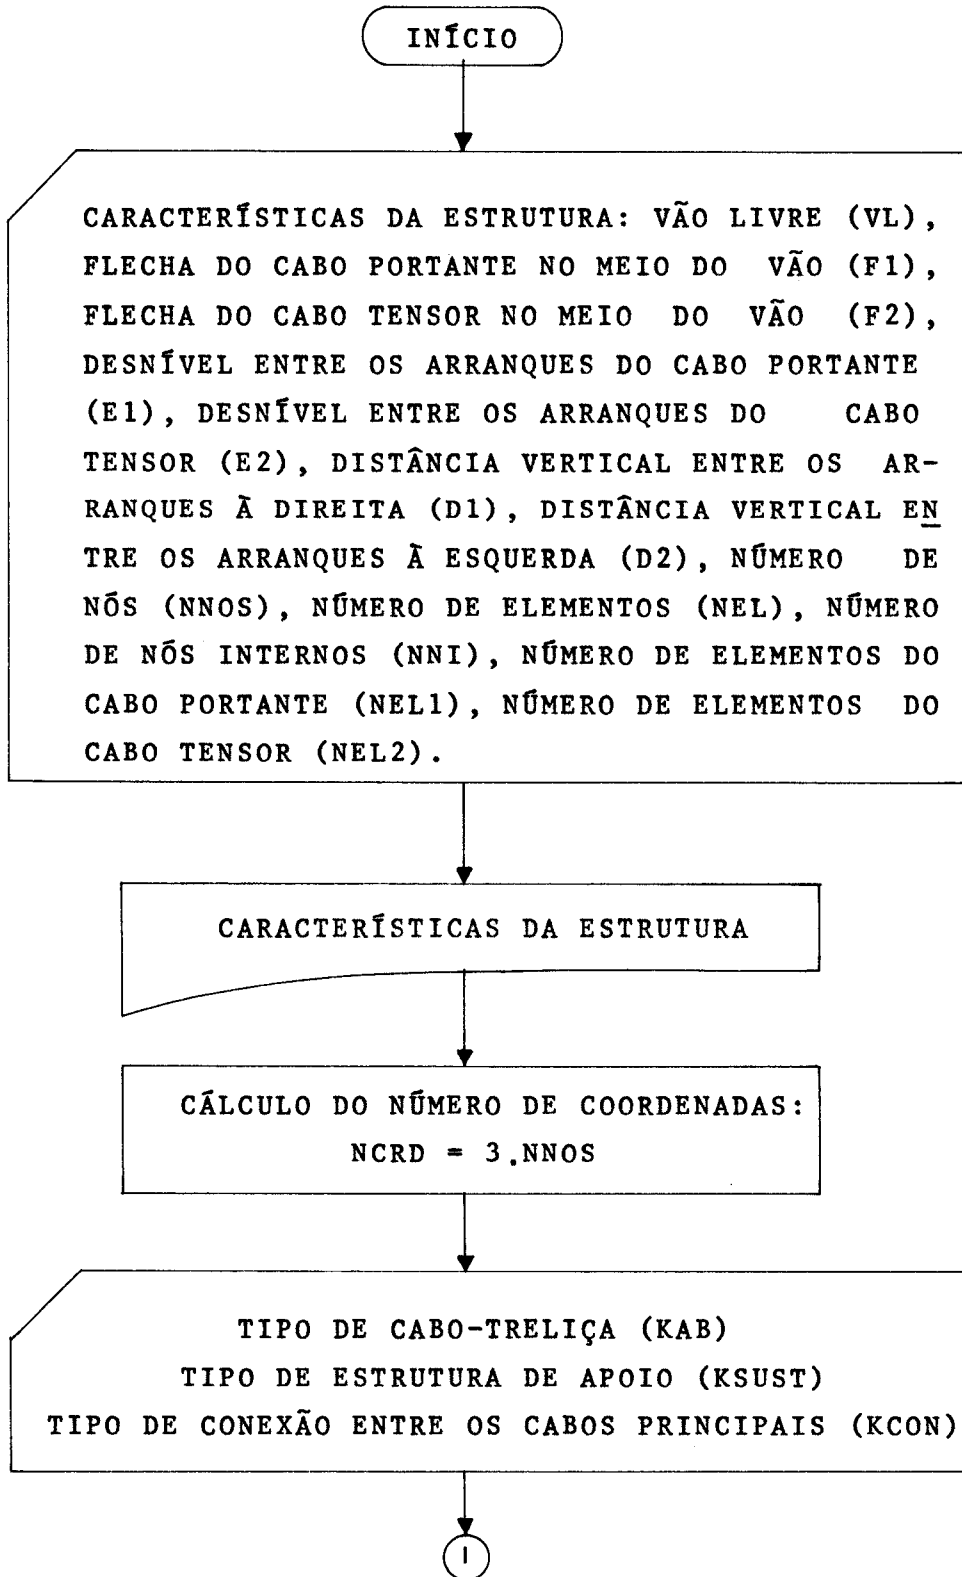 INÍCIO
CARACTERÍSTICAS DA ESTRUTURA: VÃO LIVRE (VL),
FLECHA DO CABO PORTANTE NO MEIO DO VÃO (F1),
FLECHA DO CABO TENSOR NO MEIO DO VÃO (F2),
DESNÍVEL ENTRE OS ARRANQUES DO CABO PORTANTE
(E1), DESNÍVEL ENTRE OS ARRANQUES DO CABO
TENSOR (E2), DISTÂNCIA VERTICAL ENTRE OS AR-
RANQUES À DIREITA (D1), DISTÂNCIA VERTICAL EN
TRE OS ARRANQUES À ESQUERDA (D2), NÚMERO DE
NÓS (NNOS), NÚMERO DE ELEMENTOS (NEL), NÚMERO
DE NÓS INTERNOS (NNI), NÚMERO DE ELEMENTOS DO
CABO PORTANTE (NEL1), NÚMERO DE ELEMENTOS DO
CABO TENSOR (NEL2).
CARACTERÍSTICAS DA ESTRUTURA
CÁLCULO DO NÚMERO DE COORDENADAS:
NCRD = 3.NNOS
TIPO DE CABO-TRELIÇA (KAB)
TIPO DE ESTRUTURA DE APOIO (KSUST)
TIPO DE CONEXÃO ENTRE OS CABOS PRINCIPAIS (KCON)
1